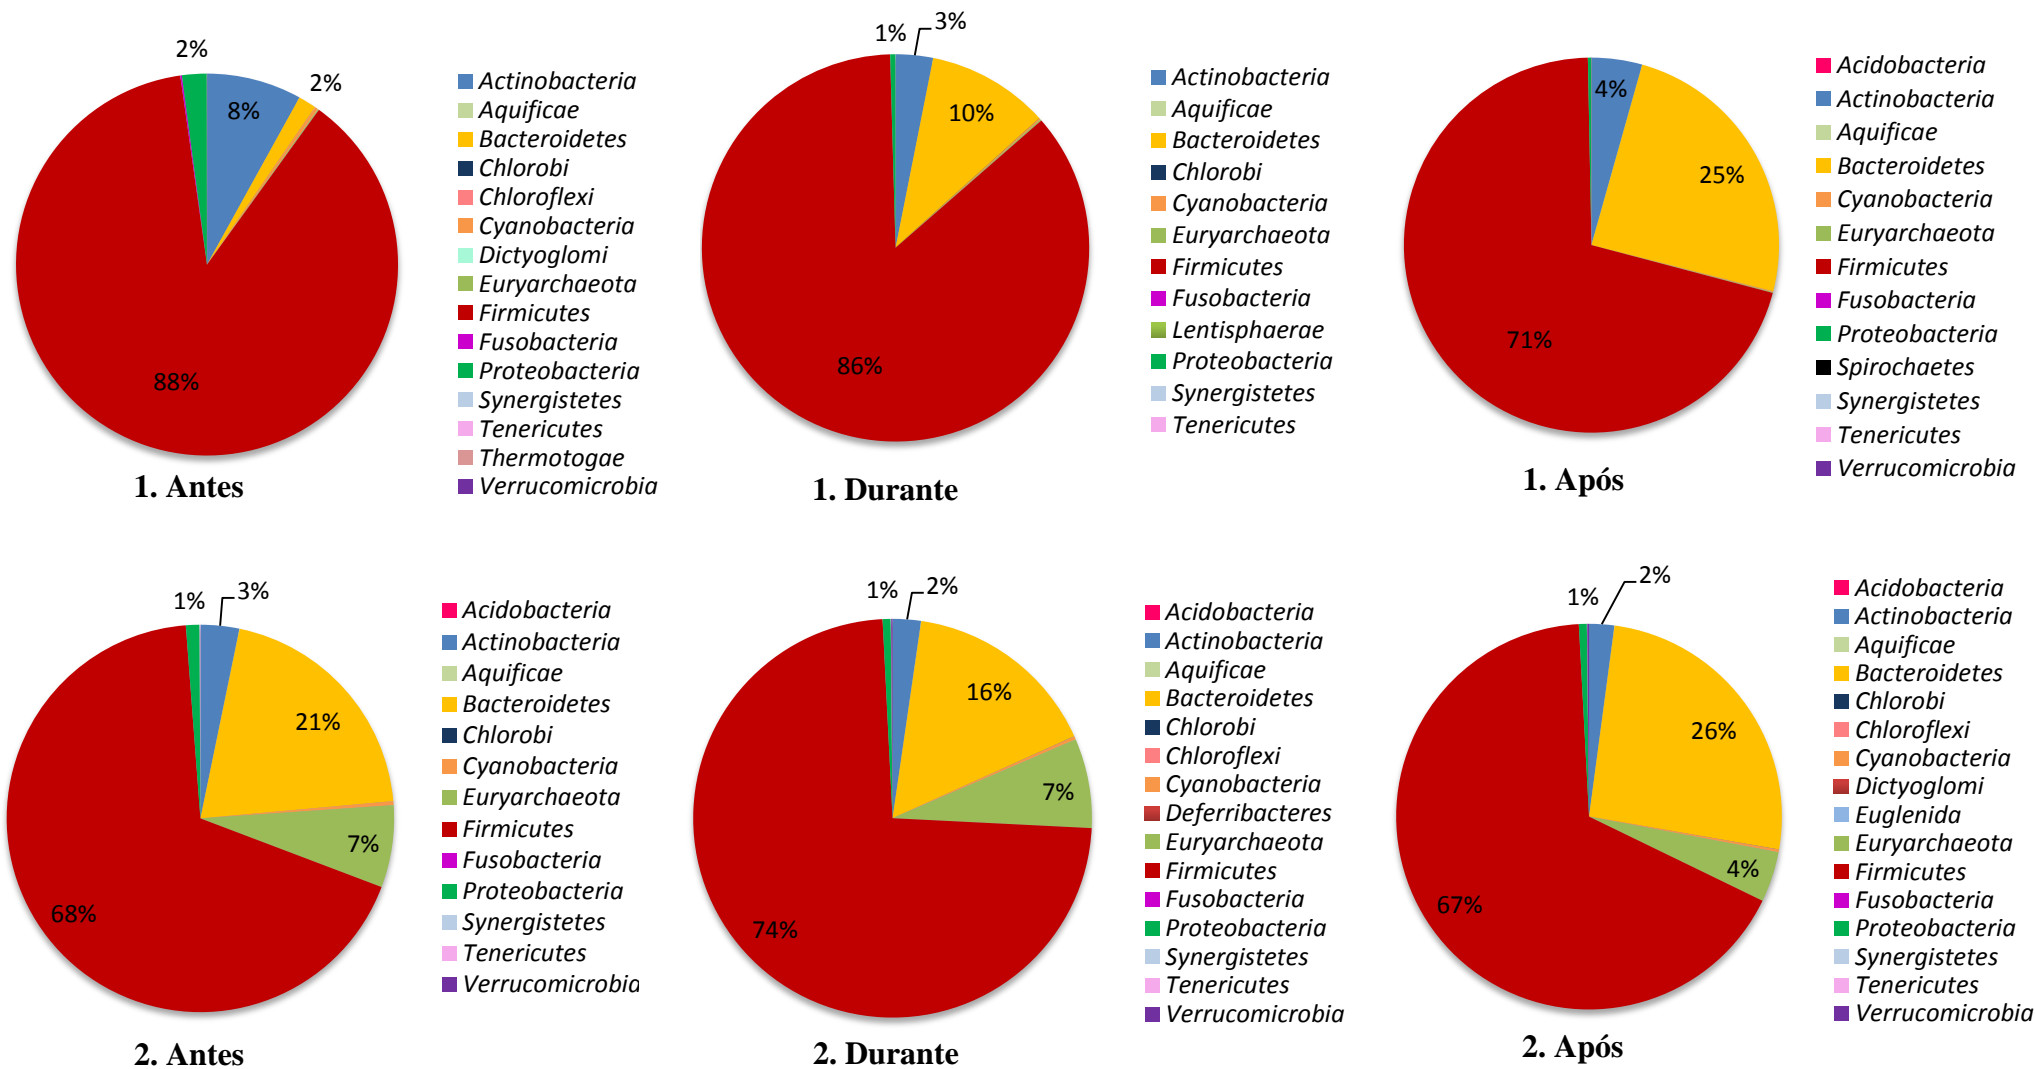 2%
2%
8%
88%
Actinobacteria
Aquificae
Bacteroidetes
Chlorobi
Chloroflexi
Cyanobacteria
Dictyoglomi
Euryarchaeota
Firmicutes
Fusobacteria
Proteobacteria
Synergistetes
Tenericutes
Thermotogae
Verrucomicrobia
1. Antes
1%
3%
10%
86%
Actinobacteria
Aquificae
Bacteroidetes
Chlorobi
Cyanobacteria
Euryarchaeota
Firmicutes
Fusobacteria
Lentisphaerae
Proteobacteria
Synergistetes
Tenericutes
1. Durante
4%
25%
71%
Acidobacteria
Actinobacteria
Aquificae
Bacteroidetes
Cyanobacteria
Euryarchaeota
Firmicutes
Fusobacteria
Proteobacteria
Spirochaetes
Synergistetes
Tenericutes
Verrucomicrobia
1. Após
1%
3%
21%
7%
68%
Acidobacteria
Actinobacteria
Aquificae
Bacteroidetes
Chlorobi
Cyanobacteria
Euryarchaeota
Firmicutes
Fusobacteria
Proteobacteria
Synergistetes
Tenericutes
Verrucomicrobia
2. Antes
1%
2%
16%
7%
74%
Acidobacteria
Actinobacteria
Aquificae
Bacteroidetes
Chlorobi
Chloroflexi
Cyanobacteria
Deferribacteres
Euryarchaeota
Firmicutes
Fusobacteria
Proteobacteria
Synergistetes
Tenericutes
Verrucomicrobia
2. Durante
1%
2%
26%
4%
67%
Acidobacteria
Actinobacteria
Aquificae
Bacteroidetes
Chlorobi
Chloroflexi
Cyanobacteria
Dictyoglomi
Euglenida
Euryarchaeota
Firmicutes
Fusobacteria
Proteobacteria
Synergistetes
Tenericutes
Verrucomicrobia
2. Após